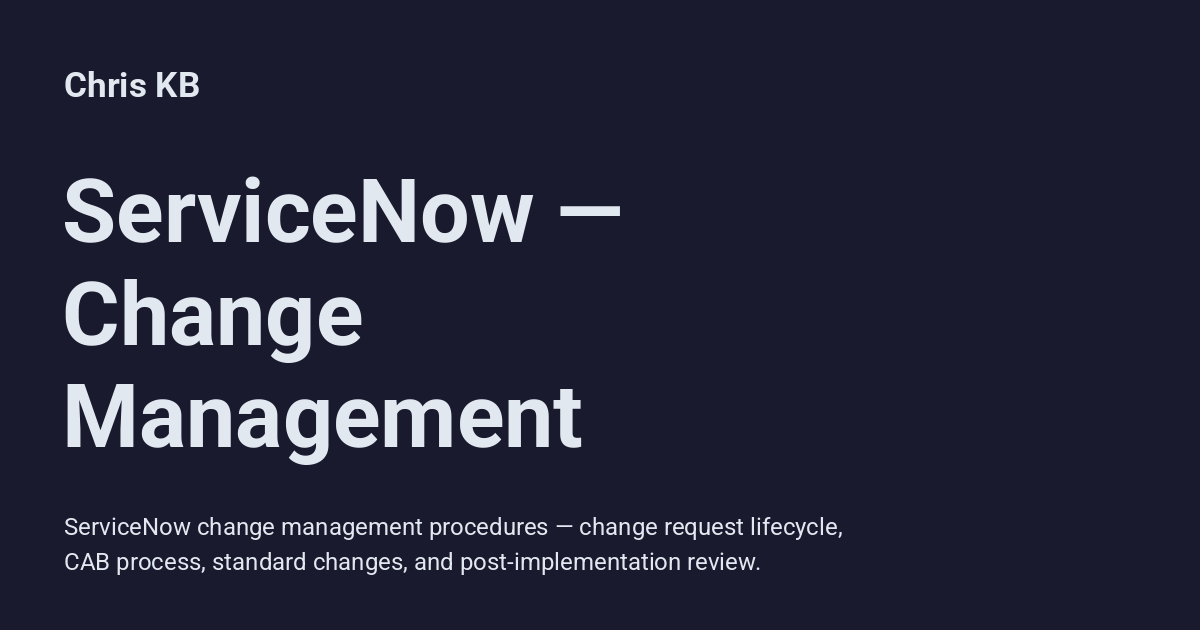 Chris KB
ServiceNow —
Change
Management
ServiceNow change management procedures — change request lifecycle,
CAB process, standard changes, and post-implementation review.